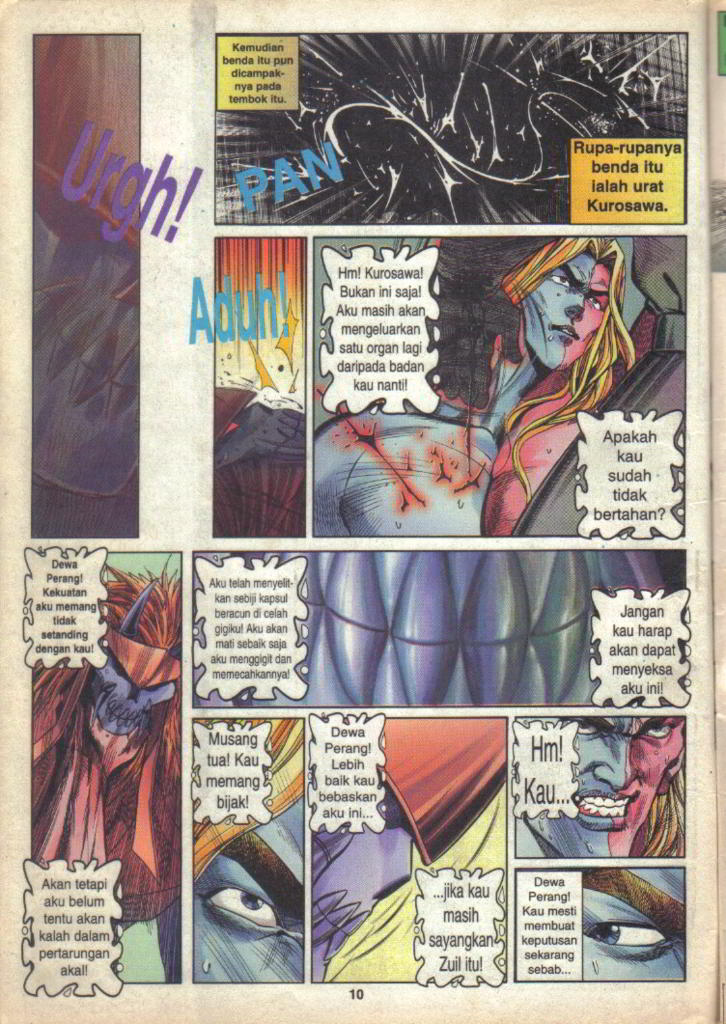 Kemudian
benda itu pun
dicampak-
nya pada
tembok itu.
PAN
Rupa-rupanya
benda itu
ialah urat
Kurosawa.
Urgh!
Aduh!
Hm! Kurosawa!
Bukan ini saja!
Aku masih akan
mengeluarkan
satu organ lagi
daripada badan
kau nanti!
Apakah
kau
sudah
tidak
bertahan?
Dewa
Perang!
Kekuatan
aku memang
tidak
setanding
dengan kau!
Akan tetapi
aku belum
tentu akan
kalah dalam
pertarungan
akal!
Aku telah menyelit-
kan sebiji kapsul
beracun di celah
gigiku! Aku akan
mati sebaik saja
aku menggigit dan
memecahkannya!
Jangan
kau harap
akan dapat
menyeksa
aku ini!
Musang
tua! Kau
memang
bijak!
Dewa
Perang!
Lebih
baik kau
bebaskan
aku ini...
...jika kau
masih
sayangkan
Zuil itu!
Hm!
Kau...
Dewa
Perang!
Kau mesti
membuat
keputusan
sekarang
sebab...
10